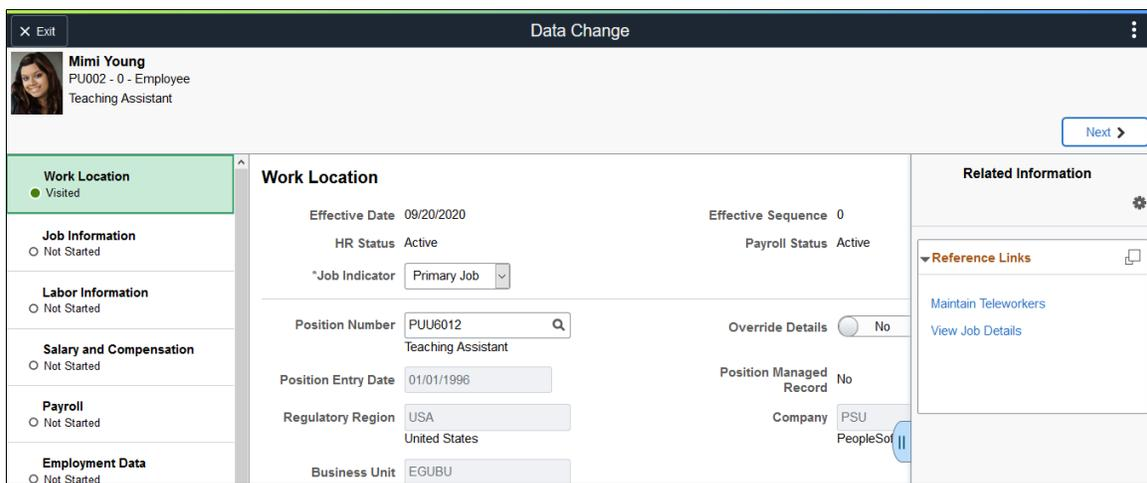 Exit
Data Change
Mimi Young
PU002 - 0 - Employee
Teaching Assistant
Next
Work Location
Visited
Job Information
Not Started
Labor Information
Not Started
Salary and Compensation
Not Started
Payroll
Not Started
Employment Data
Not Started
Work Location
Effective Date 09/20/2020
Effective Sequence 0
HR Status Active
Payroll Status Active
*Job Indicator Primary Job
Position Number PUU6012
Teaching Assistant
Override Details No
Position Entry Date 01/01/1996
Position Managed
Record No
Regulatory Region USA
United States
Company PSU
PeopleSof
Business Unit EGUBU
Related Information
Reference Links
Maintain Teleworkers
View Job Details